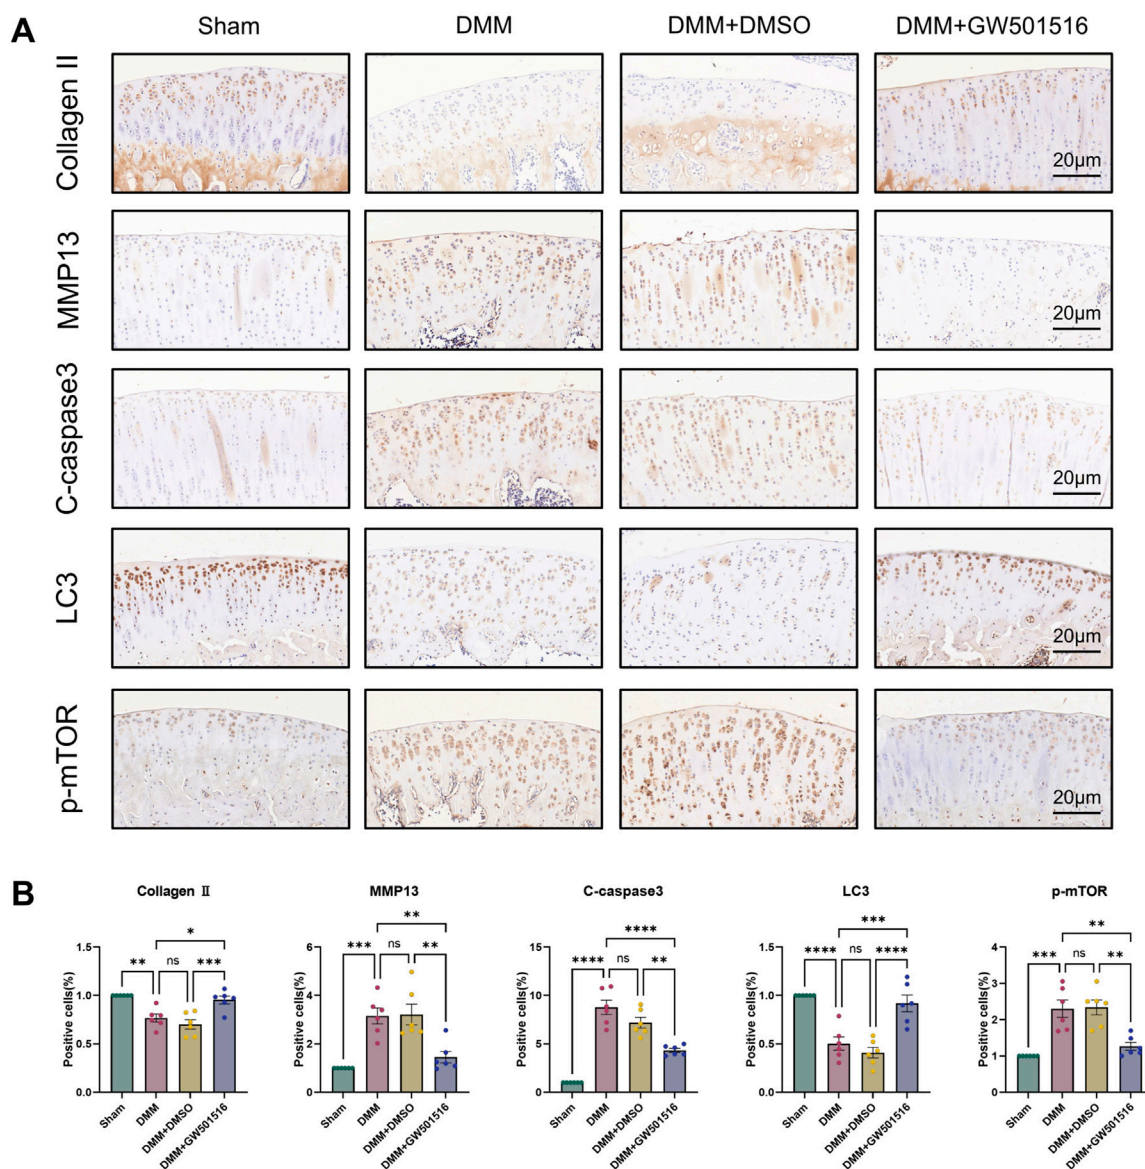 A
Sham DMM DMM+DMSO DMM+GW501516
Collagen II
20μm
MMP13
20μm
C-caspase3
20μm
LC3
20μm
p-mTOR
20μm
B
Collagen Ⅱ
Positive cells(%)
1.5
1.0
0.5
0.0
*
** ns ***
Sham
DMM
DMM+DMSO
DMM+GW501516
MMP13
Positive cells(%)
6
4
2
0
**
*** ns **
Sham
DMM
DMM+DMSO
DMM+GW501516
C-caspase3
Positive cells(%)
15
10
5
0
****
**** ns **
Sham
DMM
DMM+DMSO
DMM+GW501516
LC3
Positive cells(%)
1.5
1.0
0.5
0.0
***
**** ns ****
Sham
DMM
DMM+DMSO
DMM+GW501516
p-mTOR
Positive cells(%)
4
3
2
1
0
**
*** ns **
Sham
DMM
DMM+DMSO
DMM+GW501516